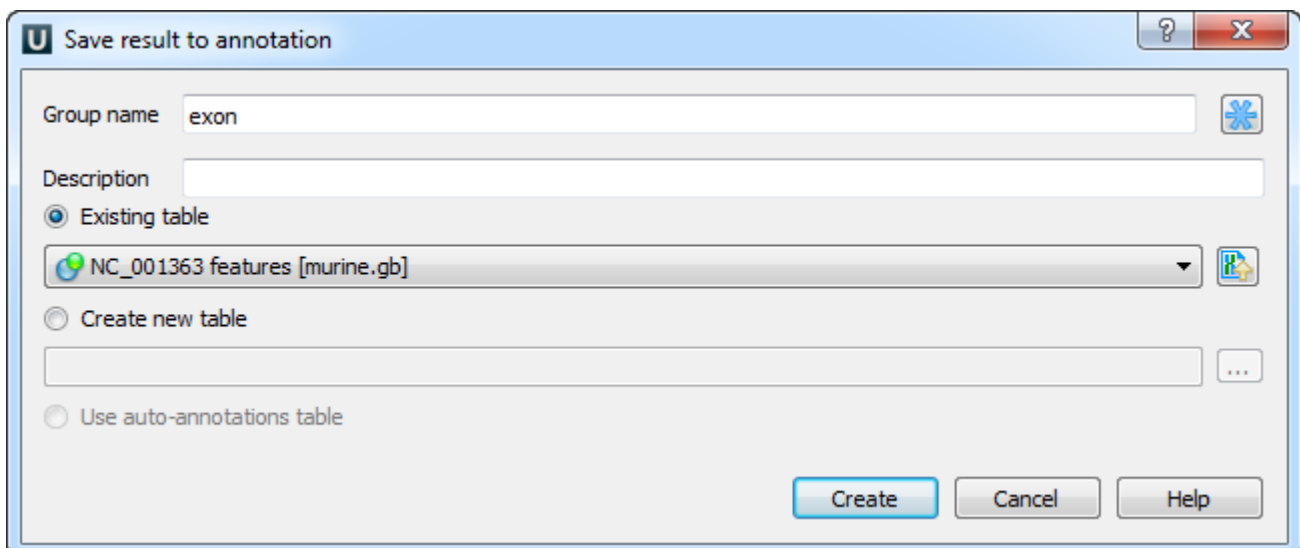 U Save result to annotation ? X
Group name exon
Description
Existing table
NC_001363 features [murine.gb]
Create new table
...
Use auto-annotations table
Create Cancel Help